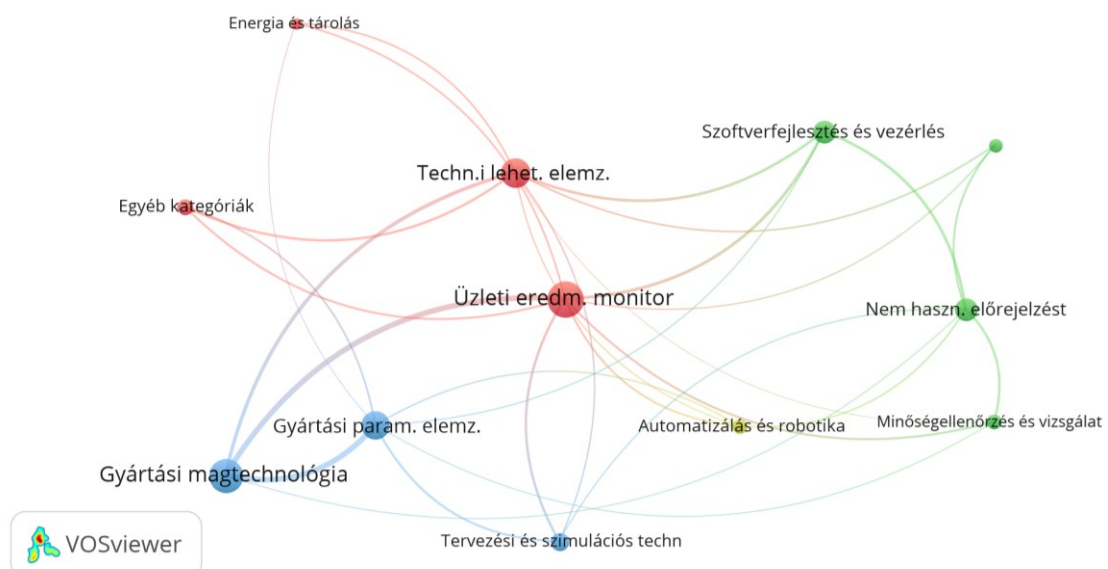 Energia és tárolás
Szoftverfejlesztés és vezérlés
Techn.i lehet. elemz.
Egyéb kategóriák
Üzleti eredm. monitor
Nem haszn. előrejelzést
Gyártási param. elemz.
Automatizálás és robotika
Minőségellenőrzés és vizsgálat
Gyártási magtechnológia
Tervezési és szimulációs techn
VOSviewer